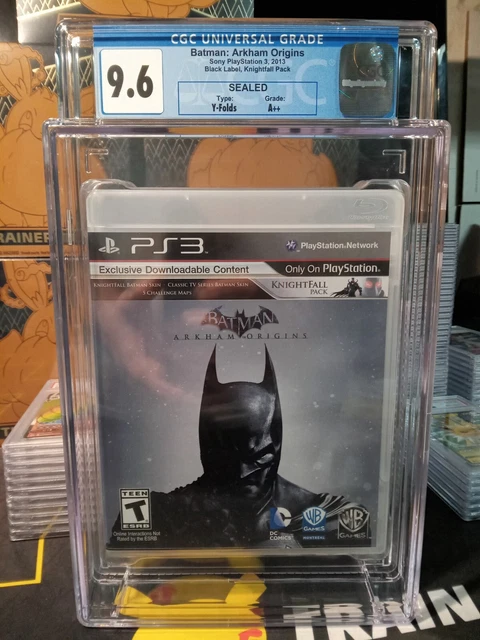 CGC UNIVERSAL GRADE
9.6
Batman: Arkham Origins
Sony PlayStation 3, 2013
Black Label, Knightfall Pack
SEALED
Type: Grade:
Y-Folds A++
RAINER
PS3
PlayStation Network
Exclusive Downloadable Content
Only On PlayStation
Knightfall Batman Skin · Classic TV Series Batman Skin
5 Challenge Maps
KNIGHTFALL
PACK
BATMAN
ARKHAM ORIGINS
TEEN
T
ESRB
Online Interactions Not
Rated by the ESRB
DC
COMICS
WB
GAMES
MONTREAL
WB
GAMES
TRAIN